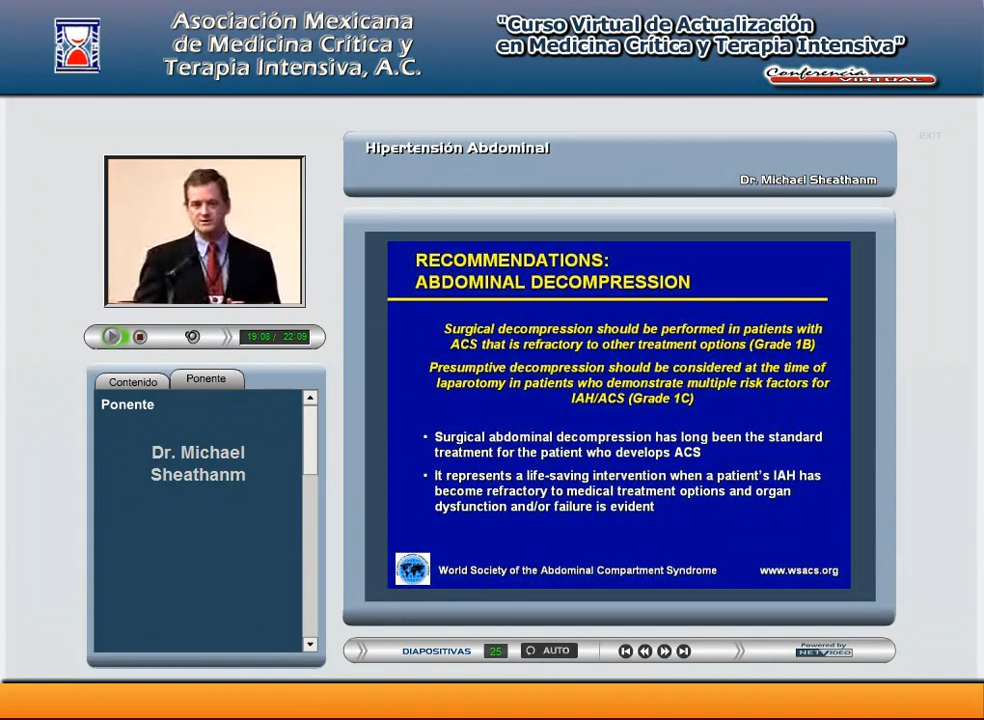 Asociación Mexicana
de Medicina Crítica y
Terapia Intensiva, A.C.
"Curso Virtual de Actualización
en Medicina Crítica y Terapia Intensiva"
Conferencia
VIRTUAL
EXIT
Hipertensión Abdominal
Dr. Michael Sheathanm
19:08 / 22:09
Contenido
Ponente
Ponente
Dr. Michael
Sheathanm
RECOMMENDATIONS:
ABDOMINAL DECOMPRESSION
Surgical decompression should be performed in patients with
ACS that is refractory to other treatment options (Grade 1B)
Presumptive decompression should be considered at the time of
laparotomy in patients who demonstrate multiple risk factors for
IAH/ACS (Grade 1C)
• Surgical abdominal decompression has long been the standard
treatment for the patient who develops ACS
• It represents a life-saving intervention when a patient's IAH has
become refractory to medical treatment options and organ
dysfunction and/or failure is evident
World Society of the Abdominal Compartment Syndrome
www.wsacs.org
DIAPOSITIVAS
25
AUTO
Powered by
NETVIDEO